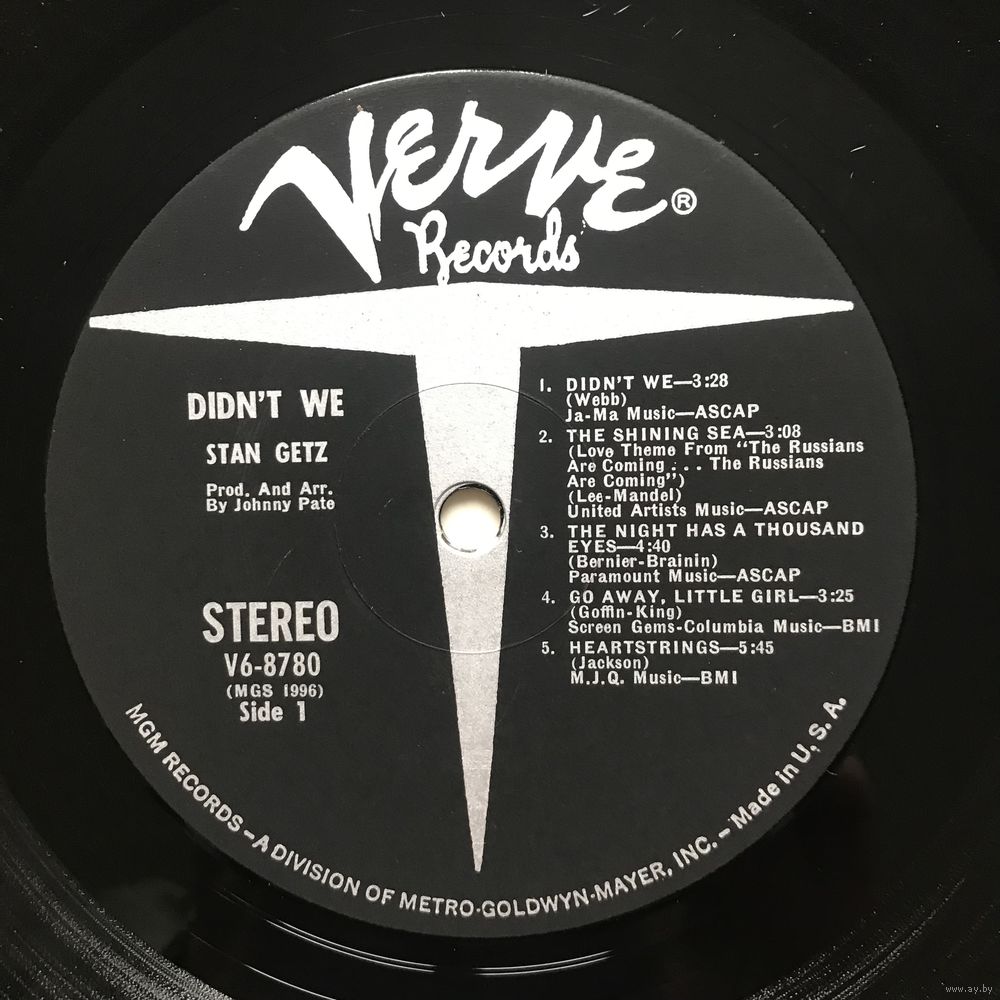 Verve ®
Records
DIDN'T WE
STAN GETZ
Prod. And Arr.
By Johnny Pate
STEREO
V6-8780
(MGS 1996)
Side 1
1. DIDN'T WE—3:28
(Webb)
Ja-Ma Music—ASCAP
2. THE SHINING SEA—3:08
(Love Theme From "The Russians
Are Coming . . . The Russians
Are Coming")
(Lee-Mandel)
United Artists Music—ASCAP
3. THE NIGHT HAS A THOUSAND
EYES—4:40
(Bernier-Brainin)
Paramount Music—ASCAP
4. GO AWAY, LITTLE GIRL—3:25
(Goffin-King)
Screen Gems-Columbia Music—BMI
5. HEARTSTRINGS—5:45
(Jackson)
M.J.Q. Music—BMI
MGM RECORDS – A DIVISION OF METRO-GOLDWYN-MAYER, INC. – Made in U. S. A.
www.ay.by